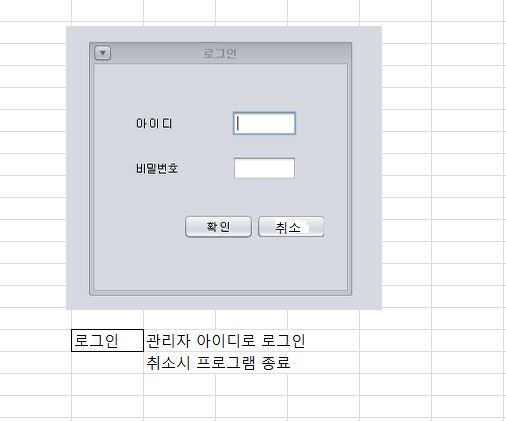 로그인
아이디
비밀번호
확인 취소
로그인 관리자 아이디로 로그인
취소시 프로그램 종료